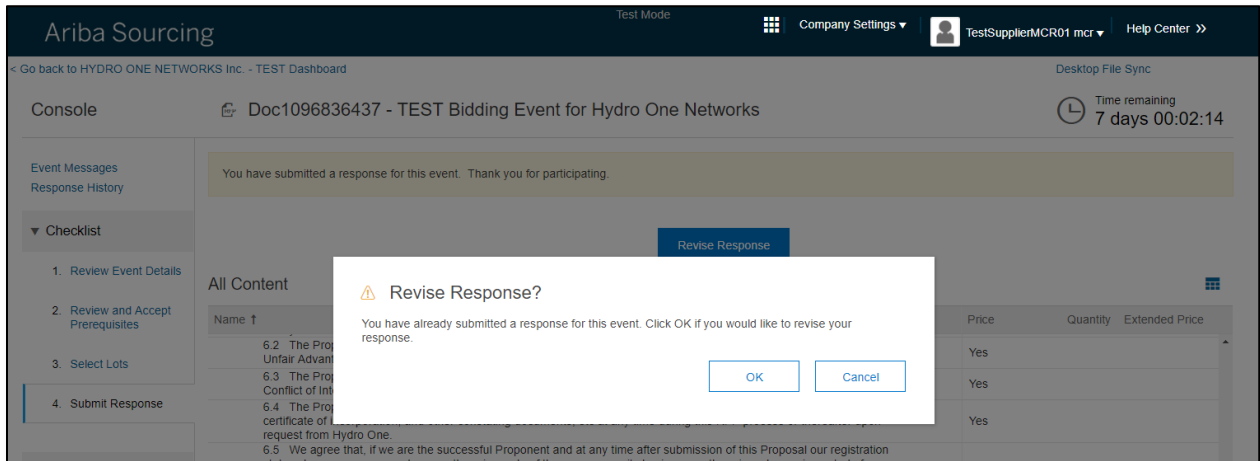 Ariba Sourcing
Test Mode
Company Settings ▼
TestSupplierMCR01 mcr ▼
Help Center »
< Go back to HYDRO ONE NETWORKS Inc. - TEST Dashboard
Desktop File Sync
Console
Doc1096836437 - TEST Bidding Event for Hydro One Networks
Time remaining
7 days 00:02:14
Event Messages
Response History
You have submitted a response for this event. Thank you for participating.
▼ Checklist
Revise Response
1. Review Event Details
2. Review and Accept
Prerequisites
3. Select Lots
4. Submit Response
All Content
Name ↑
Price
Quantity
Extended Price
Revise Response?
You have already submitted a response for this event. Click OK if you would like to revise your
response.
OK
Cancel
6.2 The Prop
Unfair Advant
Yes
6.3 The Prop
Conflict of Int
Yes
6.4 The Prop
certificate of
request from Hydro One.
Yes
6.5 We agree that, if we are the successful Proponent and at any time after submission of this Proposal our registration